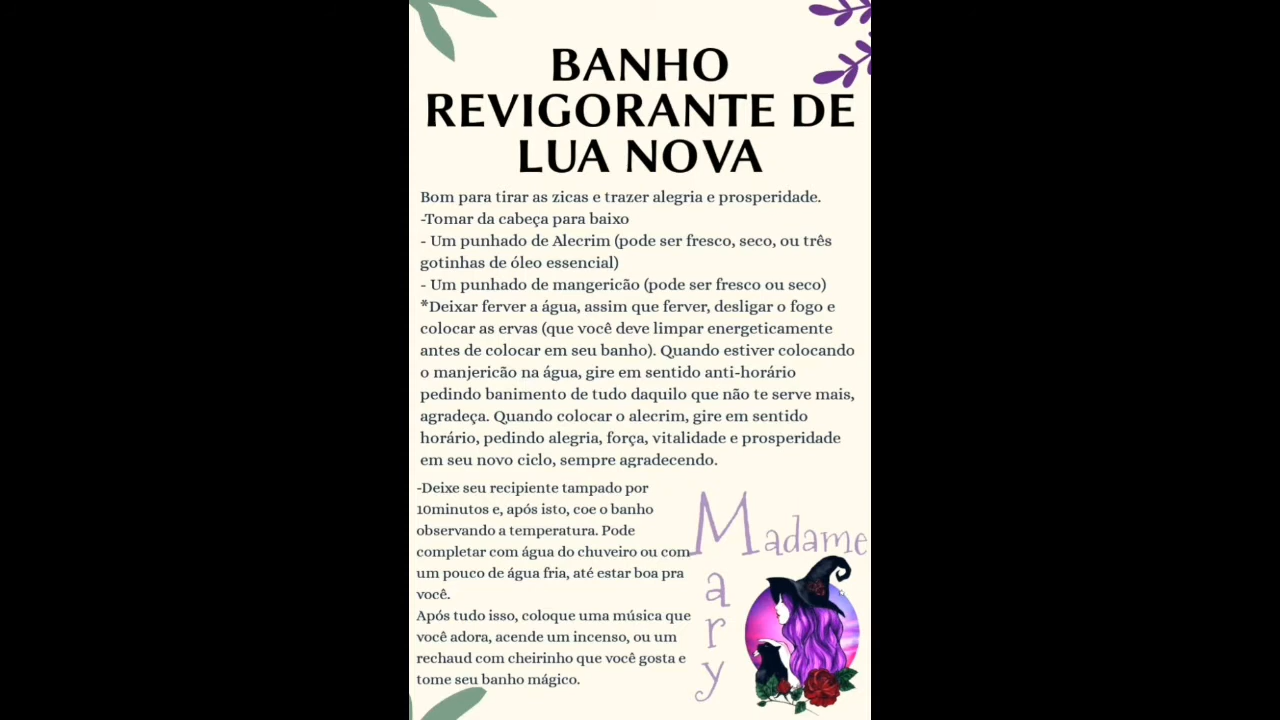 BANHO
REVIGORANTE DE
LUA NOVA
Bom para tirar as zicas e trazer alegria e prosperidade.
-Tomar da cabeça para baixo
- Um punhado de Alecrim (pode ser fresco, seco, ou três
gotinhas de óleo essencial)
- Um punhado de mangericão (pode ser fresco ou seco)
*Deixar ferver a água, assim que ferver, desligar o fogo e
colocar as ervas (que você deve limpar energeticamente
antes de colocar em seu banho). Quando estiver colocando
o manjericão na água, gire em sentido anti-horário
pedindo banimento de tudo daquilo que não te serve mais,
agradeça. Quando colocar o alecrim, gire em sentido
horário, pedindo alegria, força, vitalidade e prosperidade
em seu novo ciclo, sempre agradecendo.
-Deixe seu recipiente tampado por
10minutos e, após isto, coe o banho
observando a temperatura. Pode
completar com água do chuveiro ou com
um pouco de água fria, até estar boa pra
você.
Após tudo isso, coloque uma música que
você adora, acende um incenso, ou um
rechaud com cheirinho que você gosta e
tome seu banho mágico.
Madame
Mary